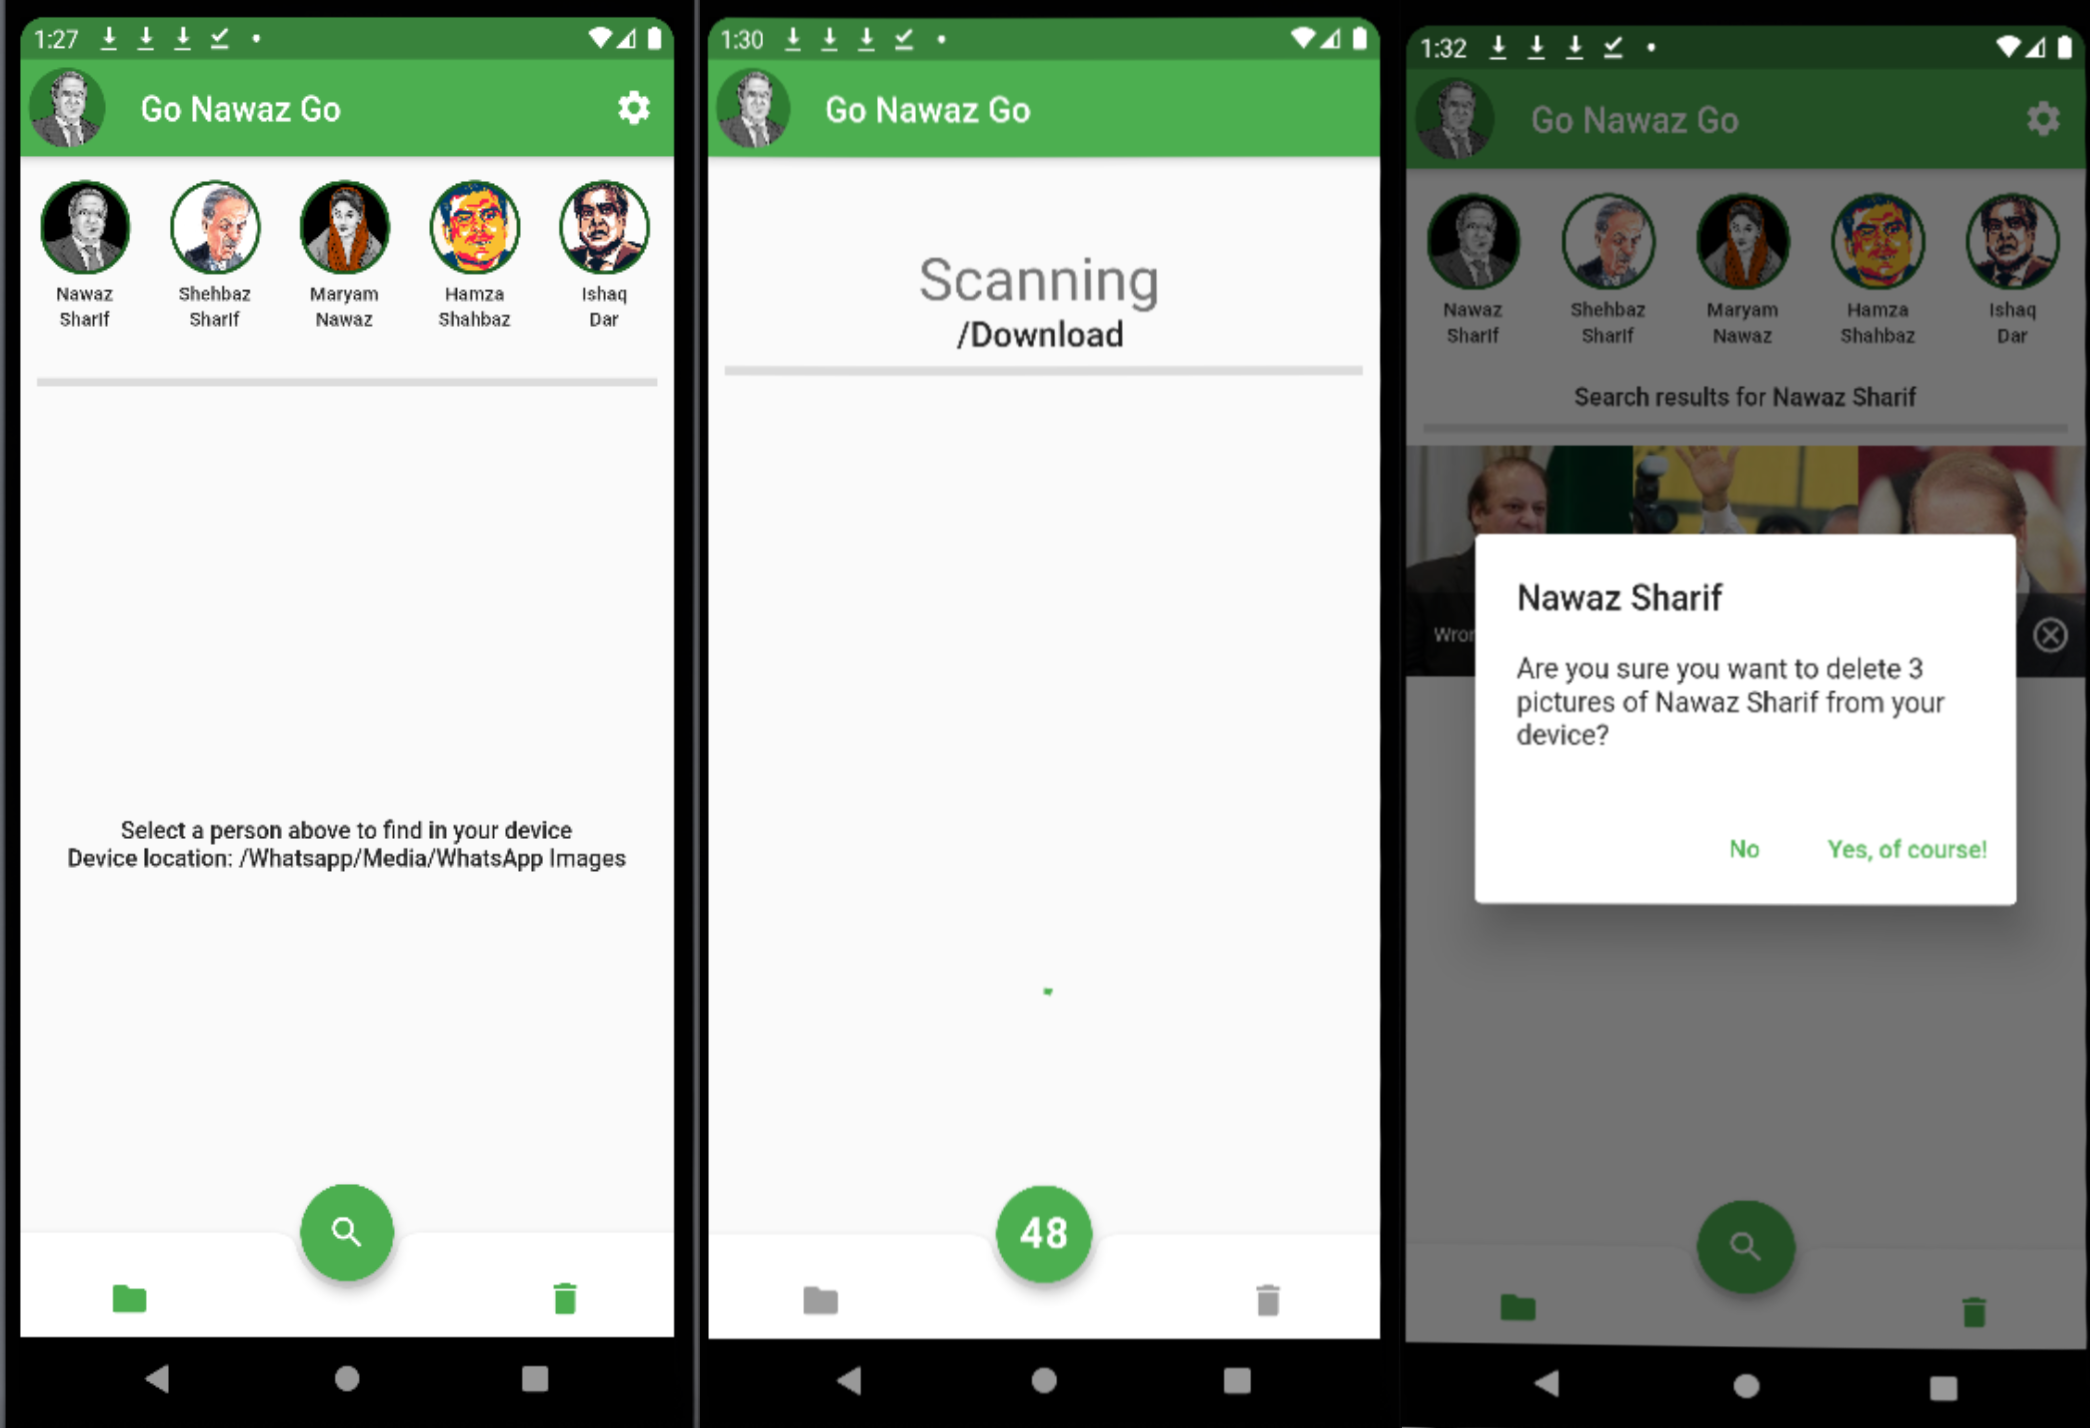 1:27
Go Nawaz Go
Nawaz Sharif
Shehbaz Sharif
Maryam Nawaz
Hamza Shahbaz
Ishaq Dar
Select a person above to find in your device
Device location: /Whatsapp/Media/WhatsApp Images
1:30
Go Nawaz Go
Scanning
/Download
48
1:32
Go Nawaz Go
Nawaz Sharif
Shehbaz Sharif
Maryam Nawaz
Hamza Shahbaz
Ishaq Dar
Search results for Nawaz Sharif
Nawaz Sharif
Are you sure you want to delete 3
pictures of Nawaz Sharif from your
device?
No
Yes, of course!